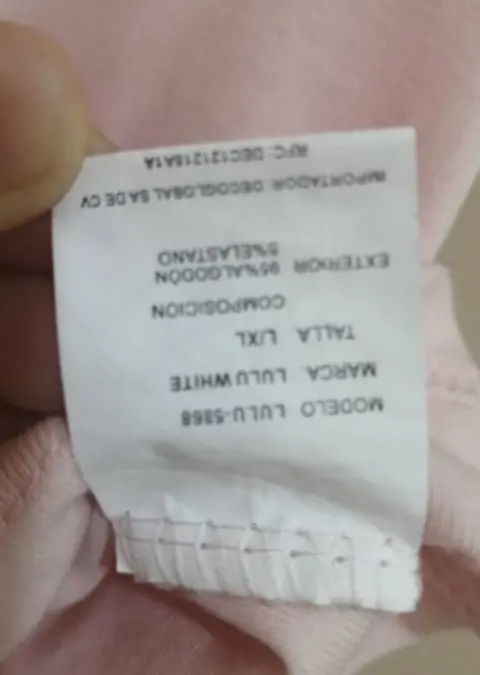 MODELO LULU-5868
MARCA. LULU WHITE
TALLA L/XL
COMPOSICION
EXTERIOR 95%ALGODÓN
5%ELASTANO
IMPORTADOR: DECOGLOBAL SA DE CV
RFC: DEC121218A1A